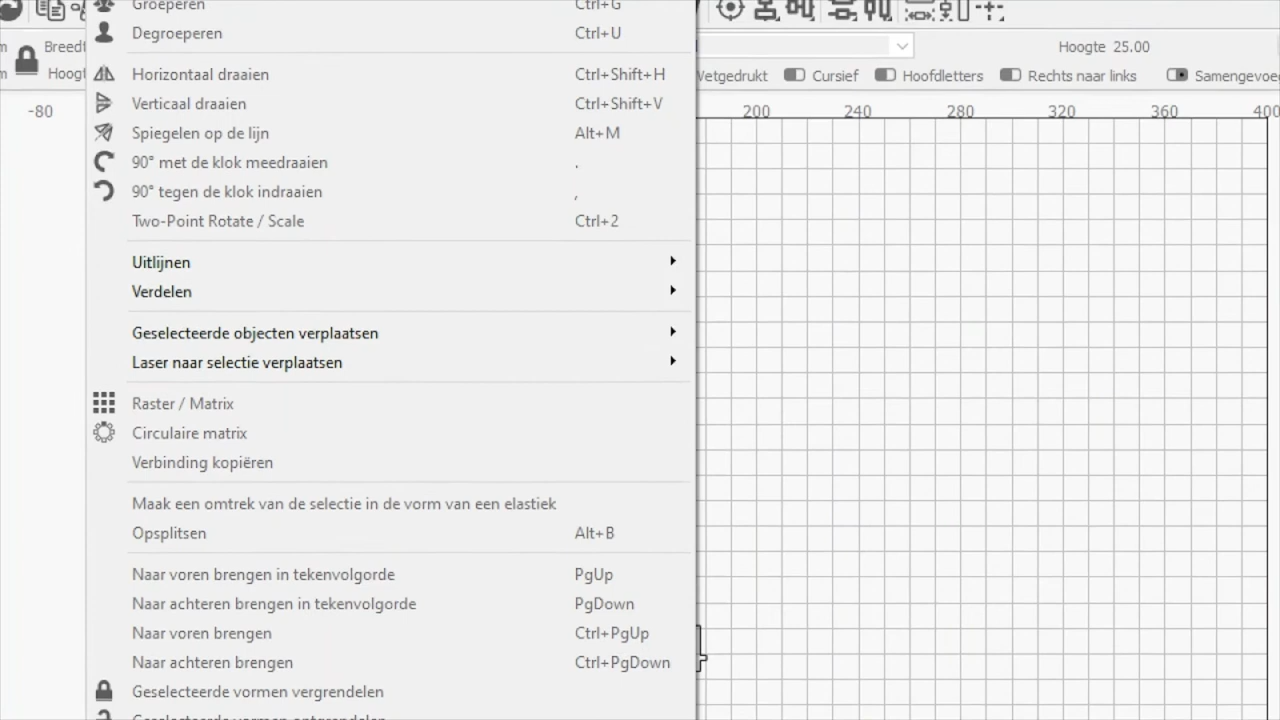 Groeperen Ctrl+G
Degroeperen Ctrl+U
Horizontaal draaien Ctrl+Shift+H
Verticaal draaien Ctrl+Shift+V
Spiegelen op de lijn Alt+M
90° met de klok meedraaien .
90° tegen de klok indraaien ,
Two-Point Rotate / Scale Ctrl+2
Uitlijnen
Verdelen
Geselecteerde objecten verplaatsen
Laser naar selectie verplaatsen
Raster / Matrix
Circulaire matrix
Verbinding kopiëren
Maak een omtrek van de selectie in de vorm van een elastiek
Opsplitsen Alt+B
Naar voren brengen in tekenvolgorde PgUp
Naar achteren brengen in tekenvolgorde PgDown
Naar voren brengen Ctrl+PgUp
Naar achteren brengen Ctrl+PgDown
Geselecteerde vormen vergrendelen
Geselecteerde vormen ontgrendelen
Breedt
Hoogt
-80
Hoogte 25.00
Vetgedrukt Cursief Hoofdletters Rechts naar links Samengevoe
200 240 280 320 360 400